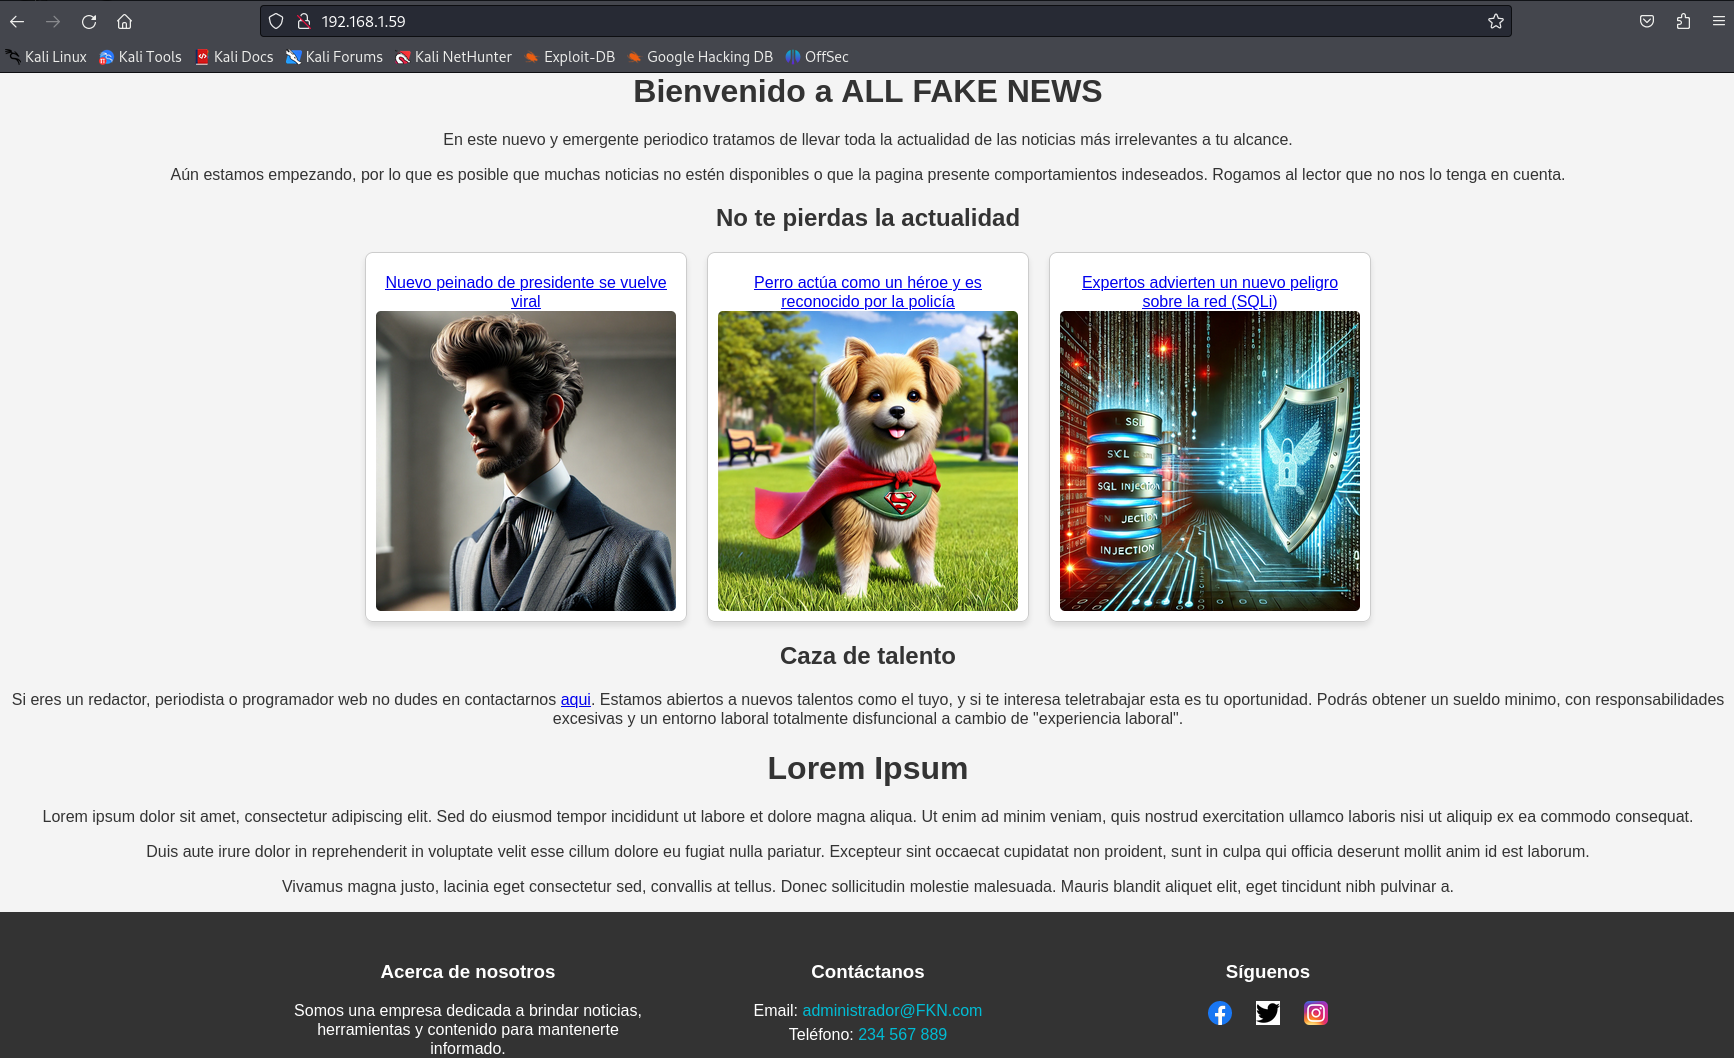 192.168.1.59
Kali Linux Kali Tools Kali Docs Kali Forums Kali NetHunter Exploit-DB Google Hacking DB OffSec
Bienvenido a ALL FAKE NEWS
En este nuevo y emergente periodico tratamos de llevar toda la actualidad de las noticias más irrelevantes a tu alcance.
Aún estamos empezando, por lo que es posible que muchas noticias no estén disponibles o que la pagina presente comportamientos indeseados. Rogamos al lector que no nos lo tenga en cuenta.
No te pierdas la actualidad
Nuevo peinado de presidente se vuelve
viral
Perro actúa como un héroe y es
reconocido por la policía
Expertos advierten un nuevo peligro
sobre la red (SQLi)
SQL INJECTION
INJECTION
Caza de talento
Si eres un redactor, periodista o programador web no dudes en contactarnos aqui. Estamos abiertos a nuevos talentos como el tuyo, y si te interesa teletrabajar esta es tu oportunidad. Podrás obtener un sueldo minimo, con responsabilidades
excesivas y un entorno laboral totalmente disfuncional a cambio de "experiencia laboral".
Lorem Ipsum
Lorem ipsum dolor sit amet, consectetur adipiscing elit. Sed do eiusmod tempor incididunt ut labore et dolore magna aliqua. Ut enim ad minim veniam, quis nostrud exercitation ullamco laboris nisi ut aliquip ex ea commodo consequat.
Duis aute irure dolor in reprehenderit in voluptate velit esse cillum dolore eu fugiat nulla pariatur. Excepteur sint occaecat cupidatat non proident, sunt in culpa qui officia deserunt mollit anim id est laborum.
Vivamus magna justo, lacinia eget consectetur sed, convallis at tellus. Donec sollicitudin molestie malesuada. Mauris blandit aliquet elit, eget tincidunt nibh pulvinar a.
Acerca de nosotros
Somos una empresa dedicada a brindar noticias,
herramientas y contenido para mantenerte
informado.
Contáctanos
Email: administrador@FKN.com
Teléfono: 234 567 889
Síguenos